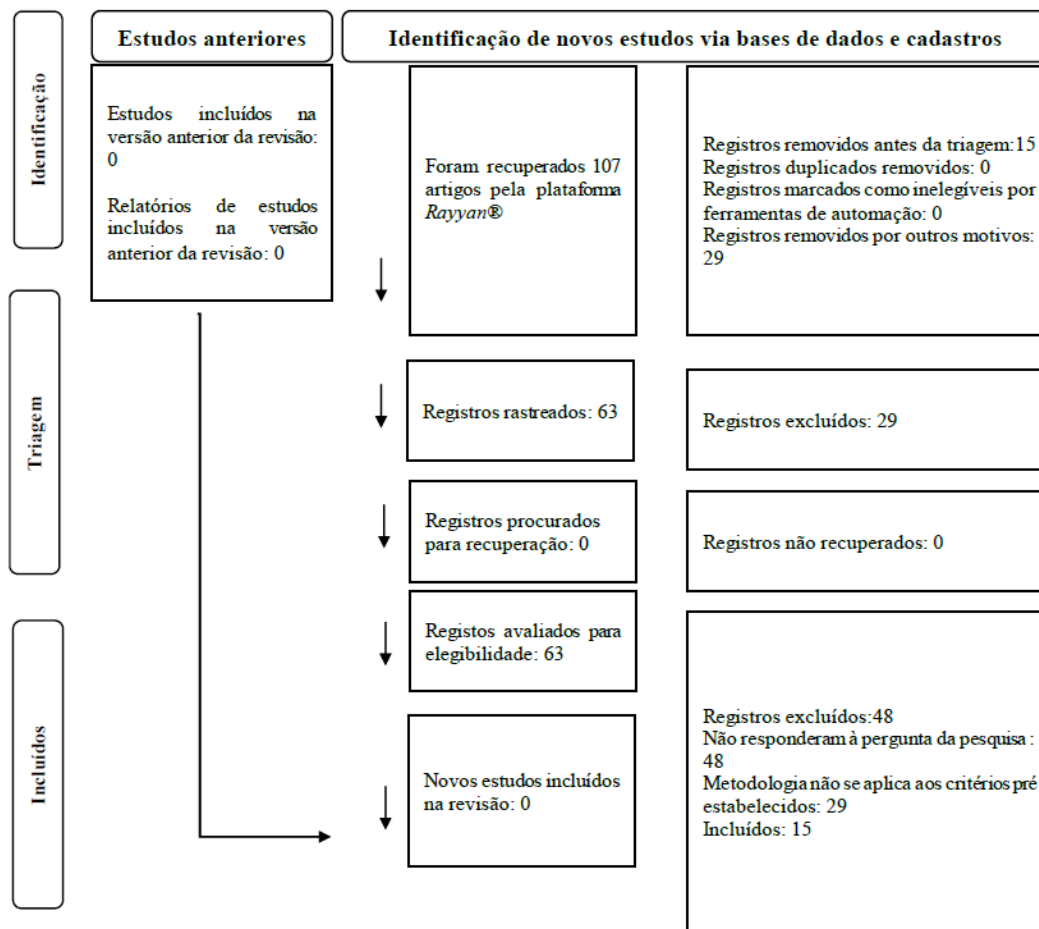 Estudos anteriores
Identificação de novos estudos via bases de dados e cadastros
Identificação
Estudos incluídos na
versão anterior da revisão:
0
Relatórios de estudos
incluídos na versão
anterior da revisão: 0
Foram recuperados 107
artigos pela plataforma
Rayyan®
Registros removidos antes da triagem:15
Registros duplicados removidos: 0
Registros marcados como inelegíveis por
ferramentas de automação: 0
Registros removidos por outros motivos:
29
Triagem
Registros rastreados: 63
Registros excluídos: 29
Registros procurados
para recuperação: 0
Registros não recuperados: 0
Registos avaliados para
elegibilidade: 63
Incluídos
Novos estudos incluídos
na revisão: 0
Registros excluídos:48
Não responderam à pergunta da pesquisa :
48
Metodologia não se aplica aos critérios pré
estabelecidos: 29
Incluídos: 15